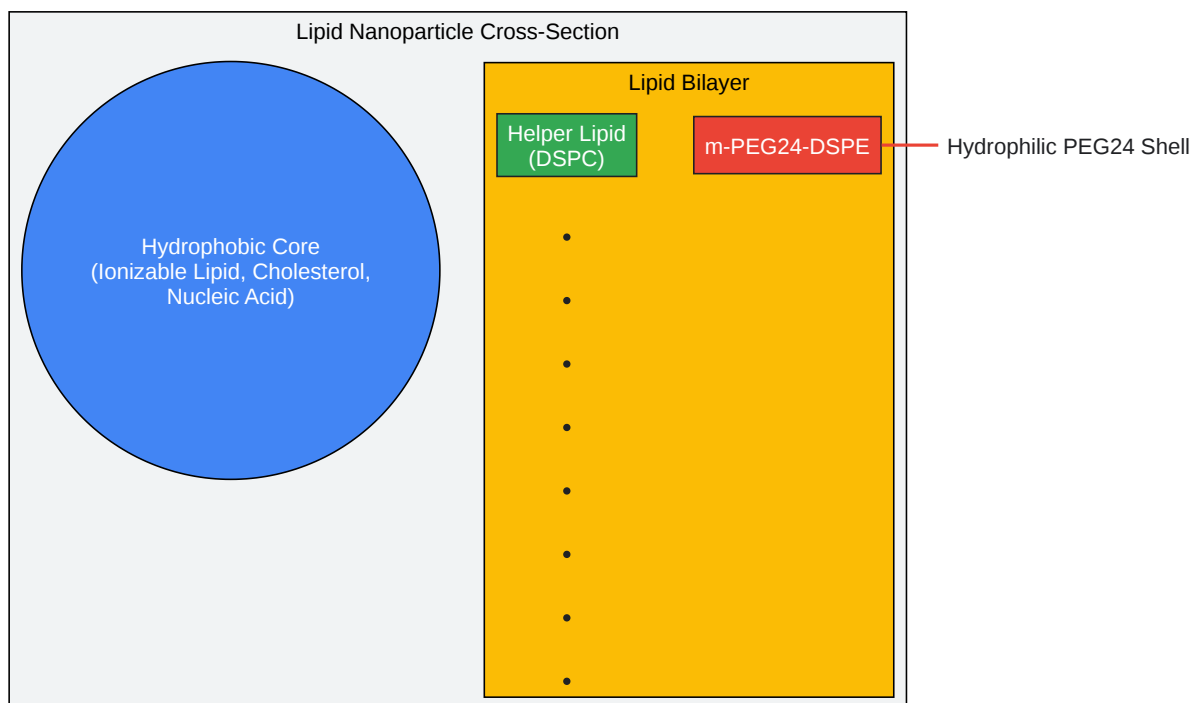 Lipid Nanoparticle Cross-Section
Lipid Bilayer
Helper Lipid
(DSPC)
m-PEG24-DSPE
Hydrophilic PEG24 Shell
Hydrophobic Core
(Ionizable Lipid, Cholesterol,
Nucleic Acid)